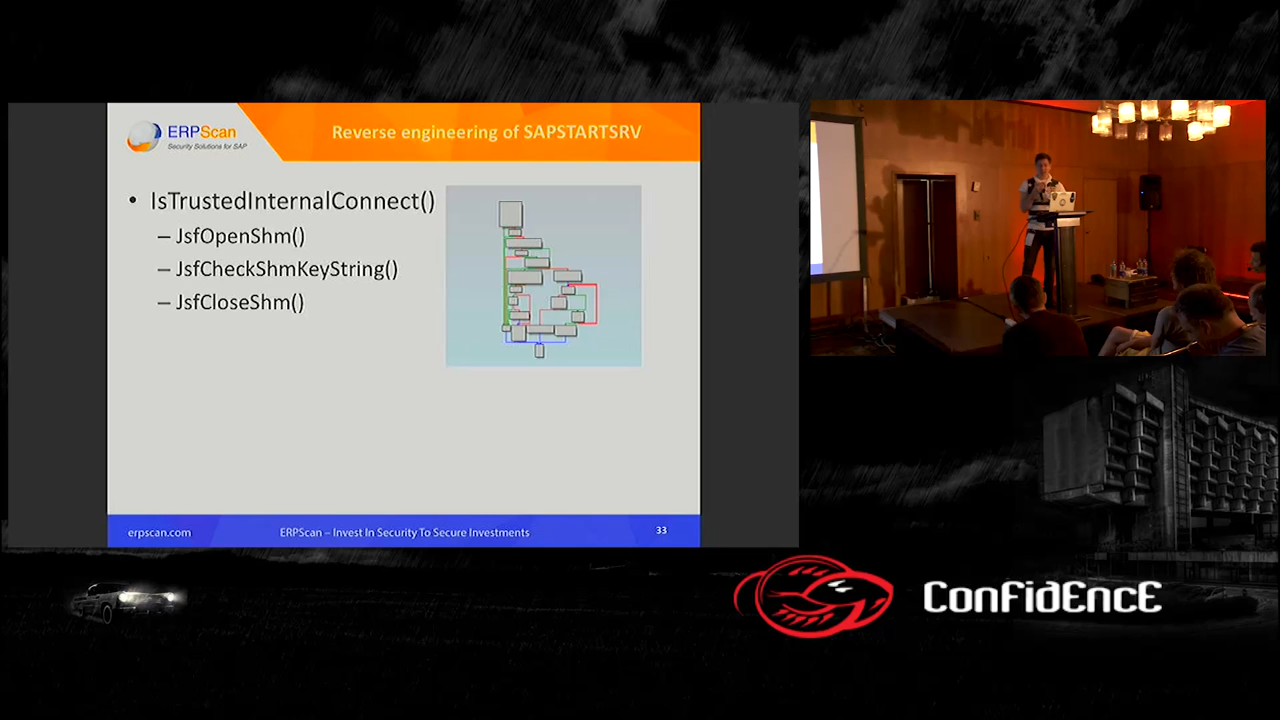 ERPScan
Security Solutions for SAP
Reverse engineering of SAPSTARTSRV
• IsTrustedInternalConnect()
– JsfOpenShm()
– JsfCheckShmKeyString()
– JsfCloseShm()
erpscan.com
ERPScan – Invest In Security To Secure Investments
33
ConFidEncE